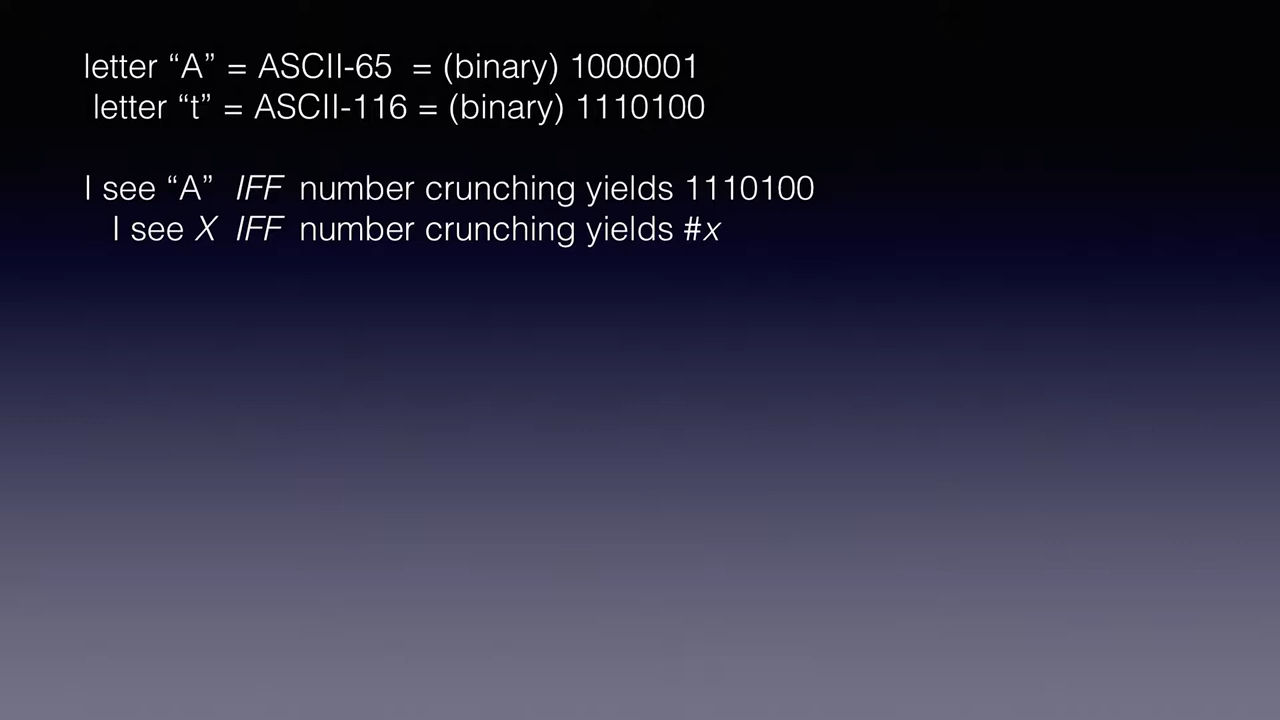 letter “A” = ASCII-65 = (binary) 1000001
letter “t” = ASCII-116 = (binary) 1110100
I see “A” IFF number crunching yields 1110100
I see X IFF number crunching yields #x